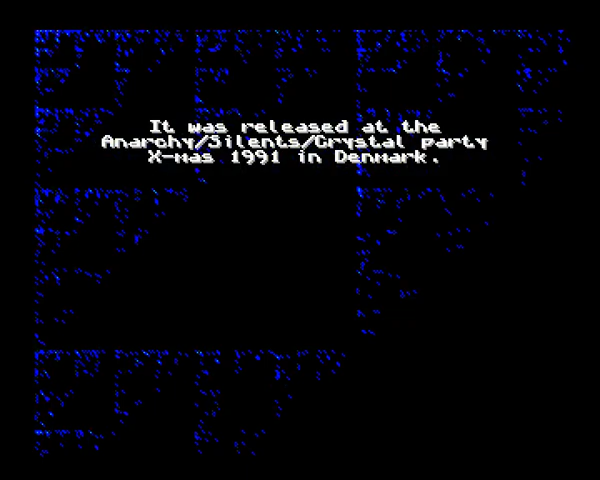 It was released at the
Anarchy/Silents/Crystal party
X-mas 1991 in Denmark.